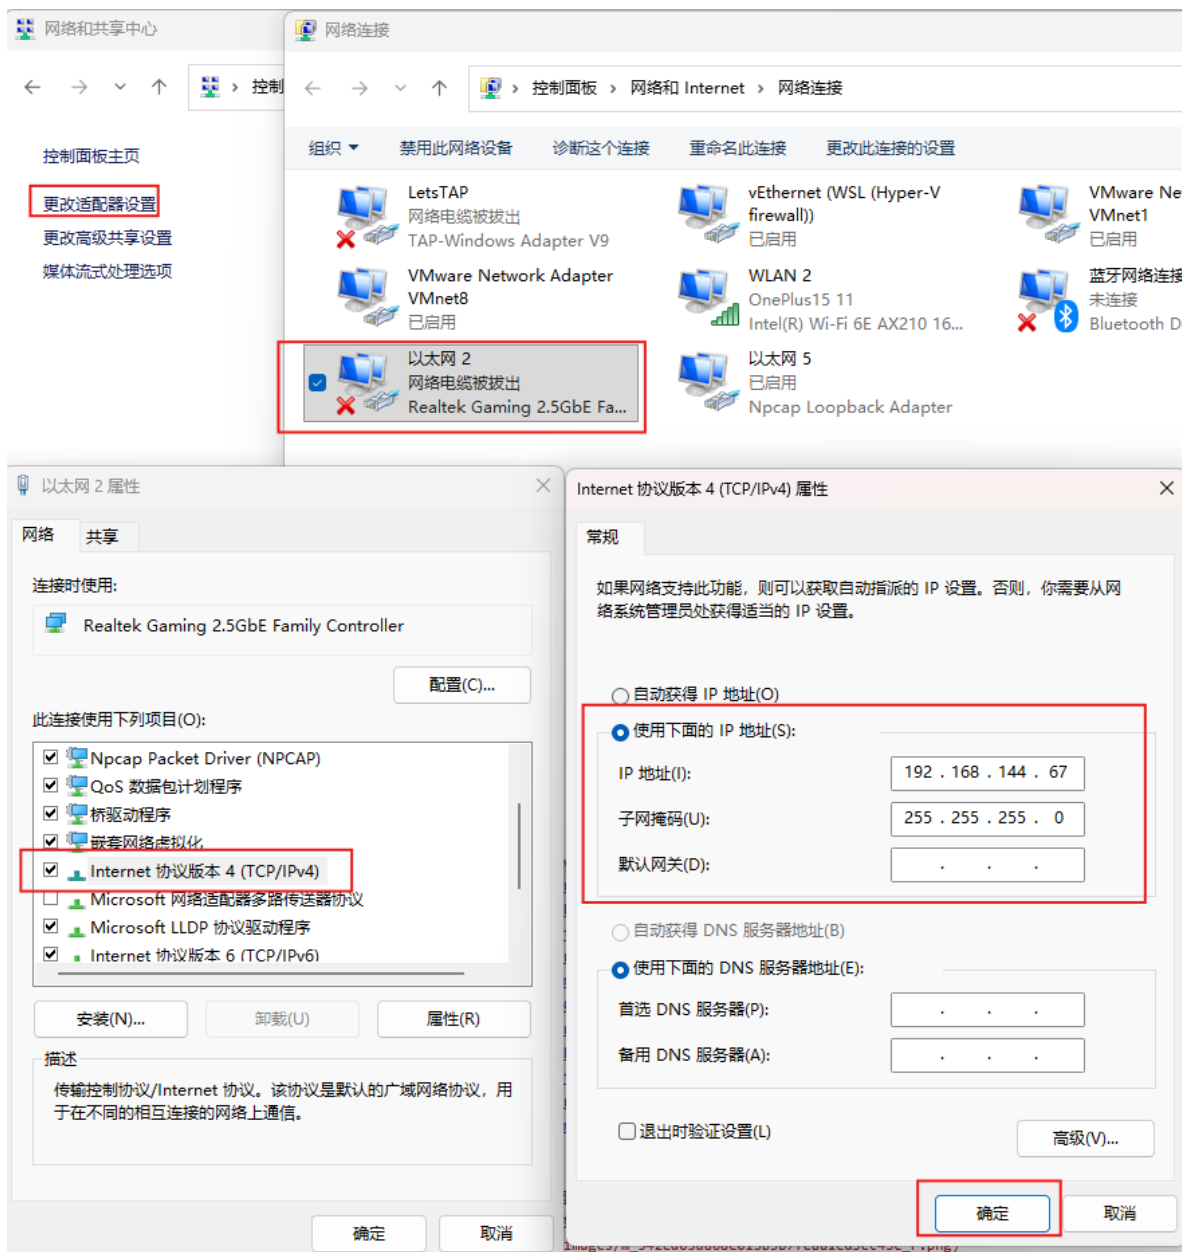 网络和共享中心
控制
控制面板主页
更改适配器设置
更改高级共享设置
媒体流式处理选项
网络连接
控制面板 › 网络和 Internet › 网络连接
组织 禁用此网络设备 诊断这个连接 重命名此连接 更改此连接的设置
LetsTAP
网络电缆被拔出
TAP-Windows Adapter V9
vEthernet (WSL (Hyper-V
firewall))
已启用
VMware Ne
VMnet1
已启用
VMware Network Adapter
VMnet8
已启用
WLAN 2
OnePlus15 11
Intel(R) Wi-Fi 6E AX210 16...
蓝牙网络连接
未连接
Bluetooth D
以太网 2
网络电缆被拔出
Realtek Gaming 2.5GbE Fa...
以太网 5
已启用
Npcap Loopback Adapter
以太网 2 属性
网络 共享
连接时使用:
Realtek Gaming 2.5GbE Family Controller
配置(C)...
此连接使用下列项目(O):
Npcap Packet Driver (NPCAP)
QoS 数据包计划程序
桥驱动程序
嵌套网络虚拟化
Internet 协议版本 4 (TCP/IPv4)
Microsoft 网络适配器多路传送器协议
Microsoft LLDP 协议驱动程序
Internet 协议版本 6 (TCP/IPv6)
安装(N)... 卸载(U) 属性(R)
描述
传输控制协议/Internet 协议。该协议是默认的广域网络协议，用
于在不同的相互连接的网络上通信。
确定 取消
Internet 协议版本 4 (TCP/IPv4) 属性
常规
如果网络支持此功能，则可以获取自动指派的 IP 设置。否则，你需要从网
络系统管理员处获得适当的 IP 设置。
自动获得 IP 地址(O)
使用下面的 IP 地址(S):
IP 地址(I): 192 . 168 . 144 . 67
子网掩码(U): 255 . 255 . 255 . 0
默认网关(D): . . .
自动获得 DNS 服务器地址(B)
使用下面的 DNS 服务器地址(E):
首选 DNS 服务器(P): . . .
备用 DNS 服务器(A): . . .
退出时验证设置(L)
高级(V)...
确定 取消